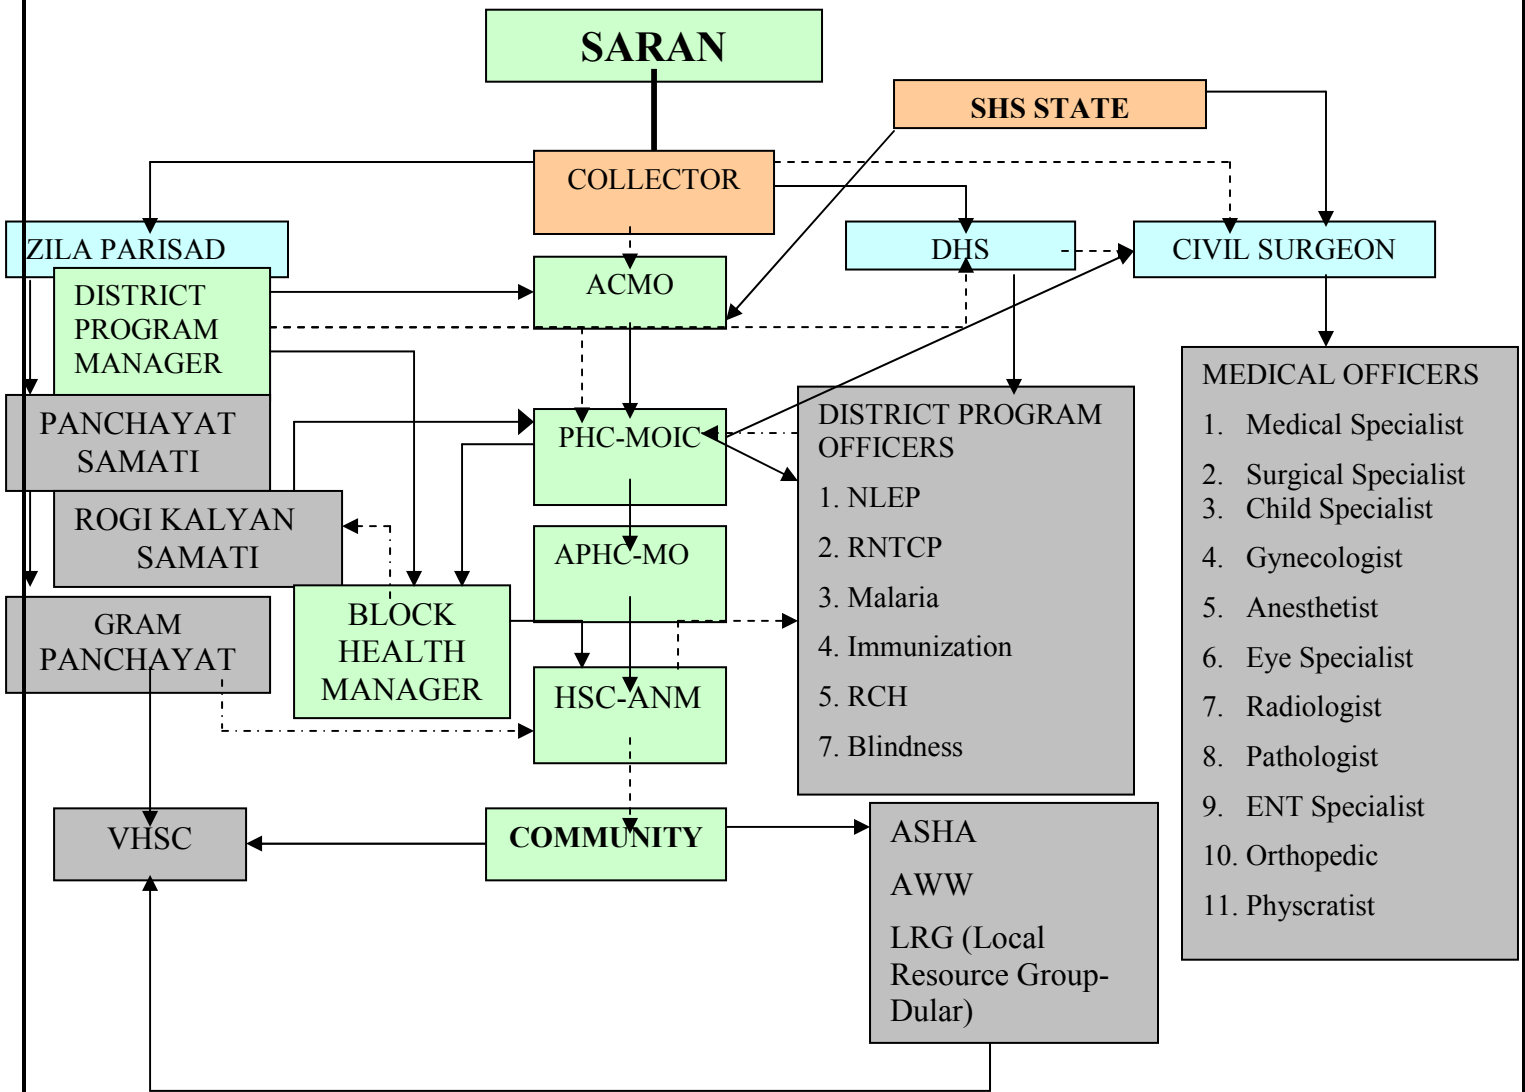 SARAN
SHS STATE
COLLECTOR
ZILA PARISAD
DHS
CIVIL SURGEON
ACMO
DISTRICT
PROGRAM
MANAGER
MEDICAL OFFICERS
1. Medical Specialist
2. Surgical Specialist
3. Child Specialist
4. Gynecologist
5. Anesthetist
6. Eye Specialist
7. Radiologist
8. Pathologist
9. ENT Specialist
10. Orthopedic
11. Physcratist
PANCHAYAT
SAMATI
PHC-MOIC
DISTRICT PROGRAM
OFFICERS
1. NLEP
2. RNTCP
3. Malaria
4. Immunization
5. RCH
7. Blindness
ROGI KALYAN
SAMATI
APHC-MO
GRAM
PANCHAYAT
BLOCK
HEALTH
MANAGER
HSC-ANM
VHSC
COMMUNITY
ASHA
AWW
LRG (Local
Resource Group-
Dular)